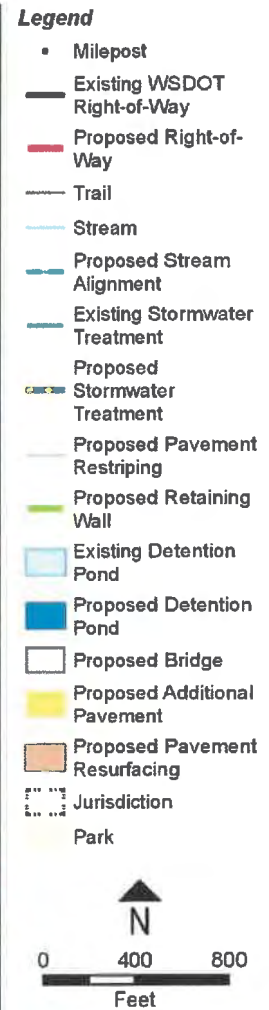 Legend
Milepost
Existing WSDOT
Right-of-Way
Proposed Right-of-
Way
Trail
Stream
Proposed Stream
Alignment
Existing Stormwater
Treatment
Proposed
Stormwater
Treatment
Proposed Pavement
Restriping
Proposed Retaining
Wall
Existing Detention
Pond
Proposed Detention
Pond
Proposed Bridge
Proposed Additional
Pavement
Proposed Pavement
Resurfacing
Jurisdiction
Park
N
0 400 800
Feet